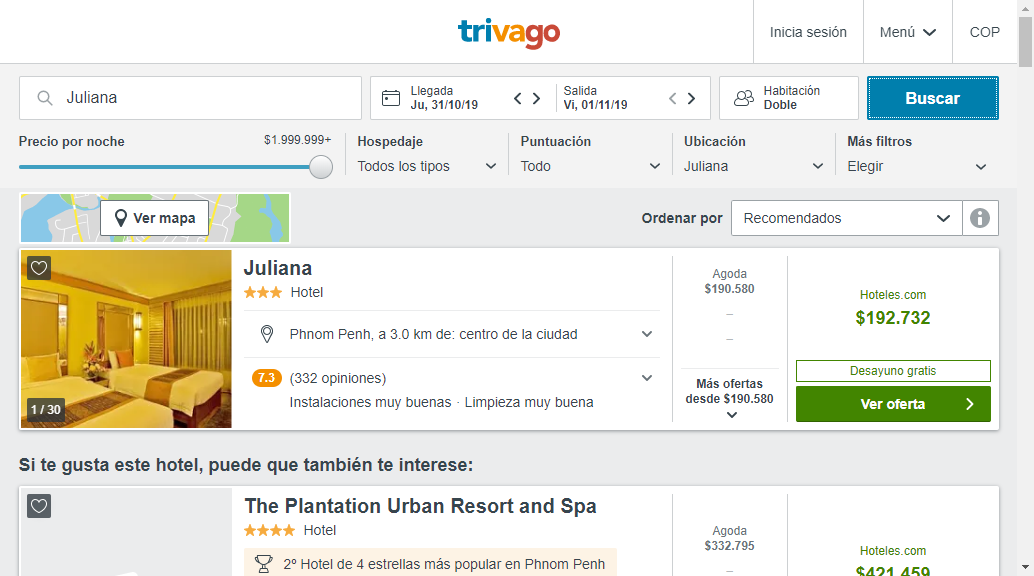 trivago
Inicia sesión
Menú
COP
Juliana
Llegada
Ju, 31/10/19
Salida
Vi, 01/11/19
Habitación
Doble
Buscar
Precio por noche
$1.999.999+
Hospedaje
Todos los tipos
Puntuación
Todo
Ubicación
Juliana
Más filtros
Elegir
Ver mapa
Ordenar por
Recomendados
Juliana
Hotel
Phnom Penh, a 3.0 km de: centro de la ciudad
7.3 (332 opiniones)
Instalaciones muy buenas · Limpieza muy buena
1 / 30
Agoda
$190.580
–
–
Más ofertas
desde $190.580
Hoteles.com
$192.732
Desayuno gratis
Ver oferta
Si te gusta este hotel, puede que también te interese:
The Plantation Urban Resort and Spa
Hotel
2º Hotel de 4 estrellas más popular en Phnom Penh
Agoda
$332.795
–
Hoteles.com
$421.459